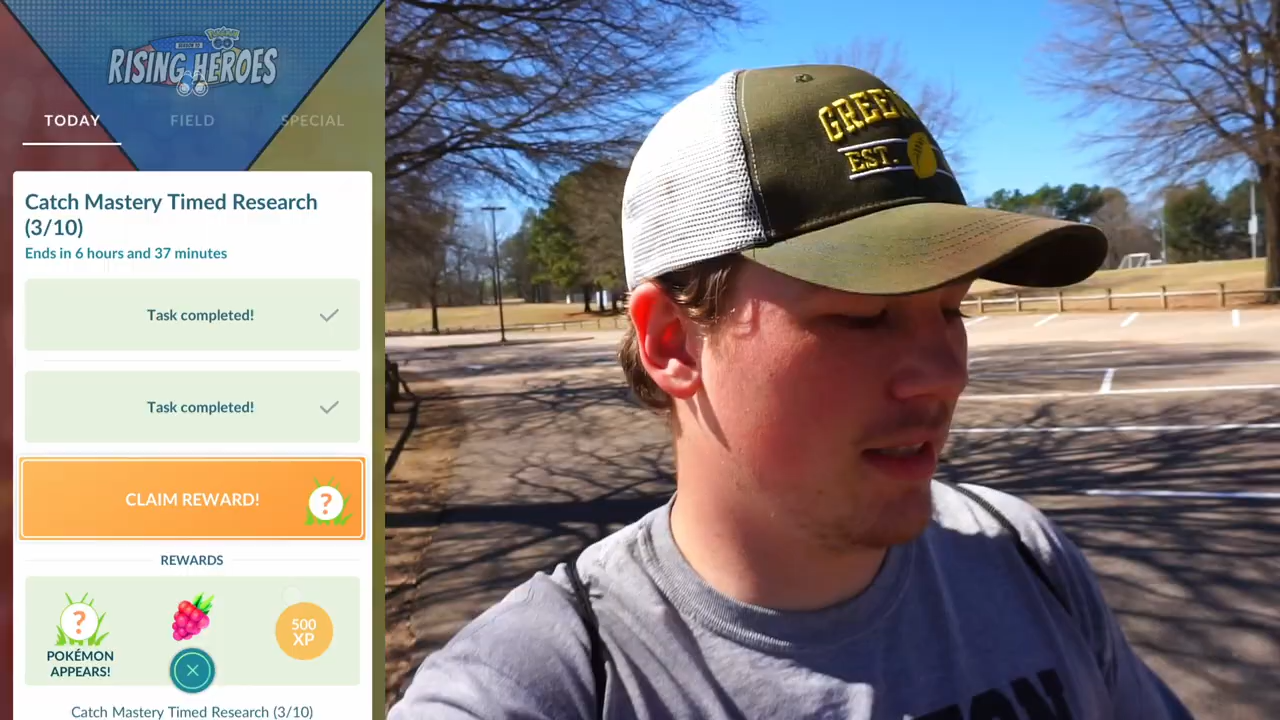 RISING HEROES
TODAY
FIELD
SPECIAL
Catch Mastery Timed Research
(3/10)
Ends in 6 hours and 37 minutes
Task completed!
Task completed!
CLAIM REWARD!
?
REWARDS
?
500
XP
POKÉMON
APPEARS!
Catch Mastery Timed Research (3/10)
GREEN
EST.